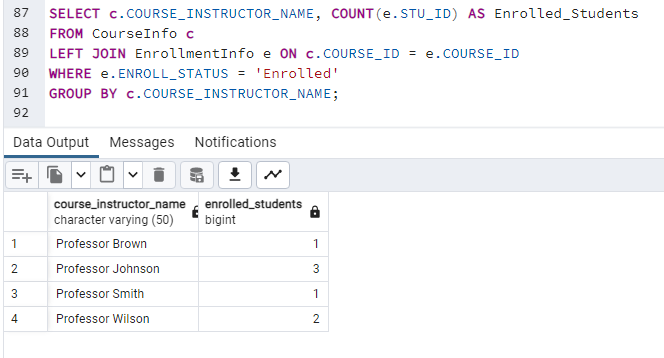 87 SELECT c.COURSE_INSTRUCTOR_NAME, COUNT(e.STU_ID) AS Enrolled_Students
88 FROM CourseInfo c
89 LEFT JOIN EnrollmentInfo e ON c.COURSE_ID = e.COURSE_ID
90 WHERE e.ENROLL_STATUS = 'Enrolled'
91 GROUP BY c.COURSE_INSTRUCTOR_NAME;
92
Data Output Messages Notifications
course_instructor_name enrolled_students
character varying (50) bigint
1 Professor Brown 1
2 Professor Johnson 3
3 Professor Smith 1
4 Professor Wilson 2